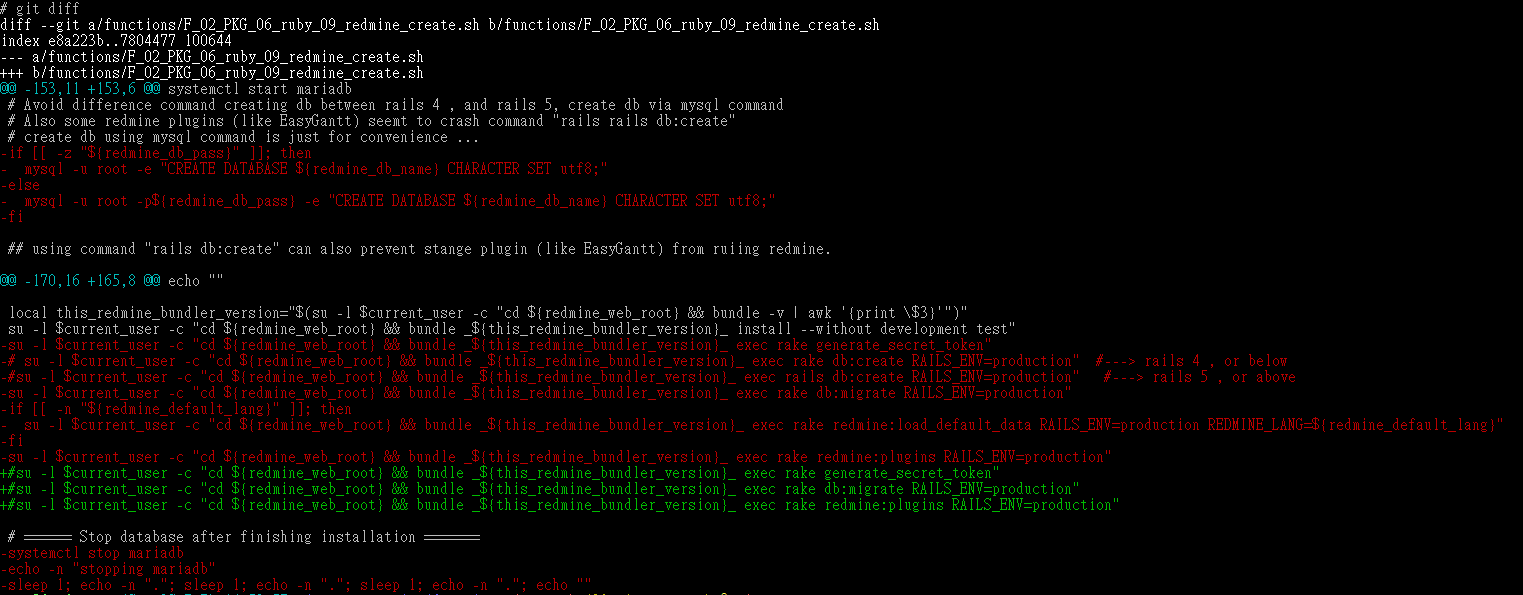 # git diff
diff --git a/functions/F_02_PKG_06_ruby_09_redmine_create.sh b/functions/F_02_PKG_06_ruby_09_redmine_create.sh
index e8a223b..7804477 100644
--- a/functions/F_02_PKG_06_ruby_09_redmine_create.sh
+++ b/functions/F_02_PKG_06_ruby_09_redmine_create.sh
@@ -153,11 +153,6 @@ systemctl start mariadb
 # Avoid difference command creating db between rails 4 , and rails 5, create db via mysql command
 # Also some redmine plugins (like EasyGantt) seemt to crash command "rails rails db:create"
 # create db using mysql command is just for convenience ...
-if [[ -z "${redmine_db_pass}" ]]; then
-  mysql -u root -e "CREATE DATABASE ${redmine_db_name} CHARACTER SET utf8;"
-else
-  mysql -u root -p${redmine_db_pass} -e "CREATE DATABASE ${redmine_db_name} CHARACTER SET utf8;"
-fi
 ## using command "rails db:create" can also prevent stange plugin (like EasyGantt) from ruiing redmine.
@@ -170,16 +165,8 @@ echo ""
 local this_redmine_bundler_version="$(su -l $current_user -c "cd ${redmine_web_root} && bundle -v | awk '{print \$3}'")"
 su -l $current_user -c "cd ${redmine_web_root} && bundle _${this_redmine_bundler_version}_ install --without development test"
-su -l $current_user -c "cd ${redmine_web_root} && bundle _${this_redmine_bundler_version}_ exec rake generate_secret_token"
-# su -l $current_user -c "cd ${redmine_web_root} && bundle _${this_redmine_bundler_version}_ exec rake db:create RAILS_ENV=production"  #---> rails 4 , or below
-#su -l $current_user -c "cd ${redmine_web_root} && bundle _${this_redmine_bundler_version}_ exec rails db:create RAILS_ENV=production"   #---> rails 5 , or above
-su -l $current_user -c "cd ${redmine_web_root} && bundle _${this_redmine_bundler_version}_ exec rake db:migrate RAILS_ENV=production"
-if [[ -n "${redmine_default_lang}" ]]; then
-  su -l $current_user -c "cd ${redmine_web_root} && bundle _${this_redmine_bundler_version}_ exec rake redmine:load_default_data RAILS_ENV=production REDMINE_LANG=${redmine_default_lang}"
-fi
-su -l $current_user -c "cd ${redmine_web_root} && bundle _${this_redmine_bundler_version}_ exec rake redmine:plugins RAILS_ENV=production"
+#su -l $current_user -c "cd ${redmine_web_root} && bundle _${this_redmine_bundler_version}_ exec rake generate_secret_token"
+#su -l $current_user -c "cd ${redmine_web_root} && bundle _${this_redmine_bundler_version}_ exec rake db:migrate RAILS_ENV=production"
+#su -l $current_user -c "cd ${redmine_web_root} && bundle _${this_redmine_bundler_version}_ exec rake redmine:plugins RAILS_ENV=production"
 # ====== Stop database after finishing installation =======
-systemctl stop mariadb
-echo -n "stopping mariadb"
-sleep 1; echo -n "."; sleep 1; echo -n "."; sleep 1; echo -n "."; echo ""